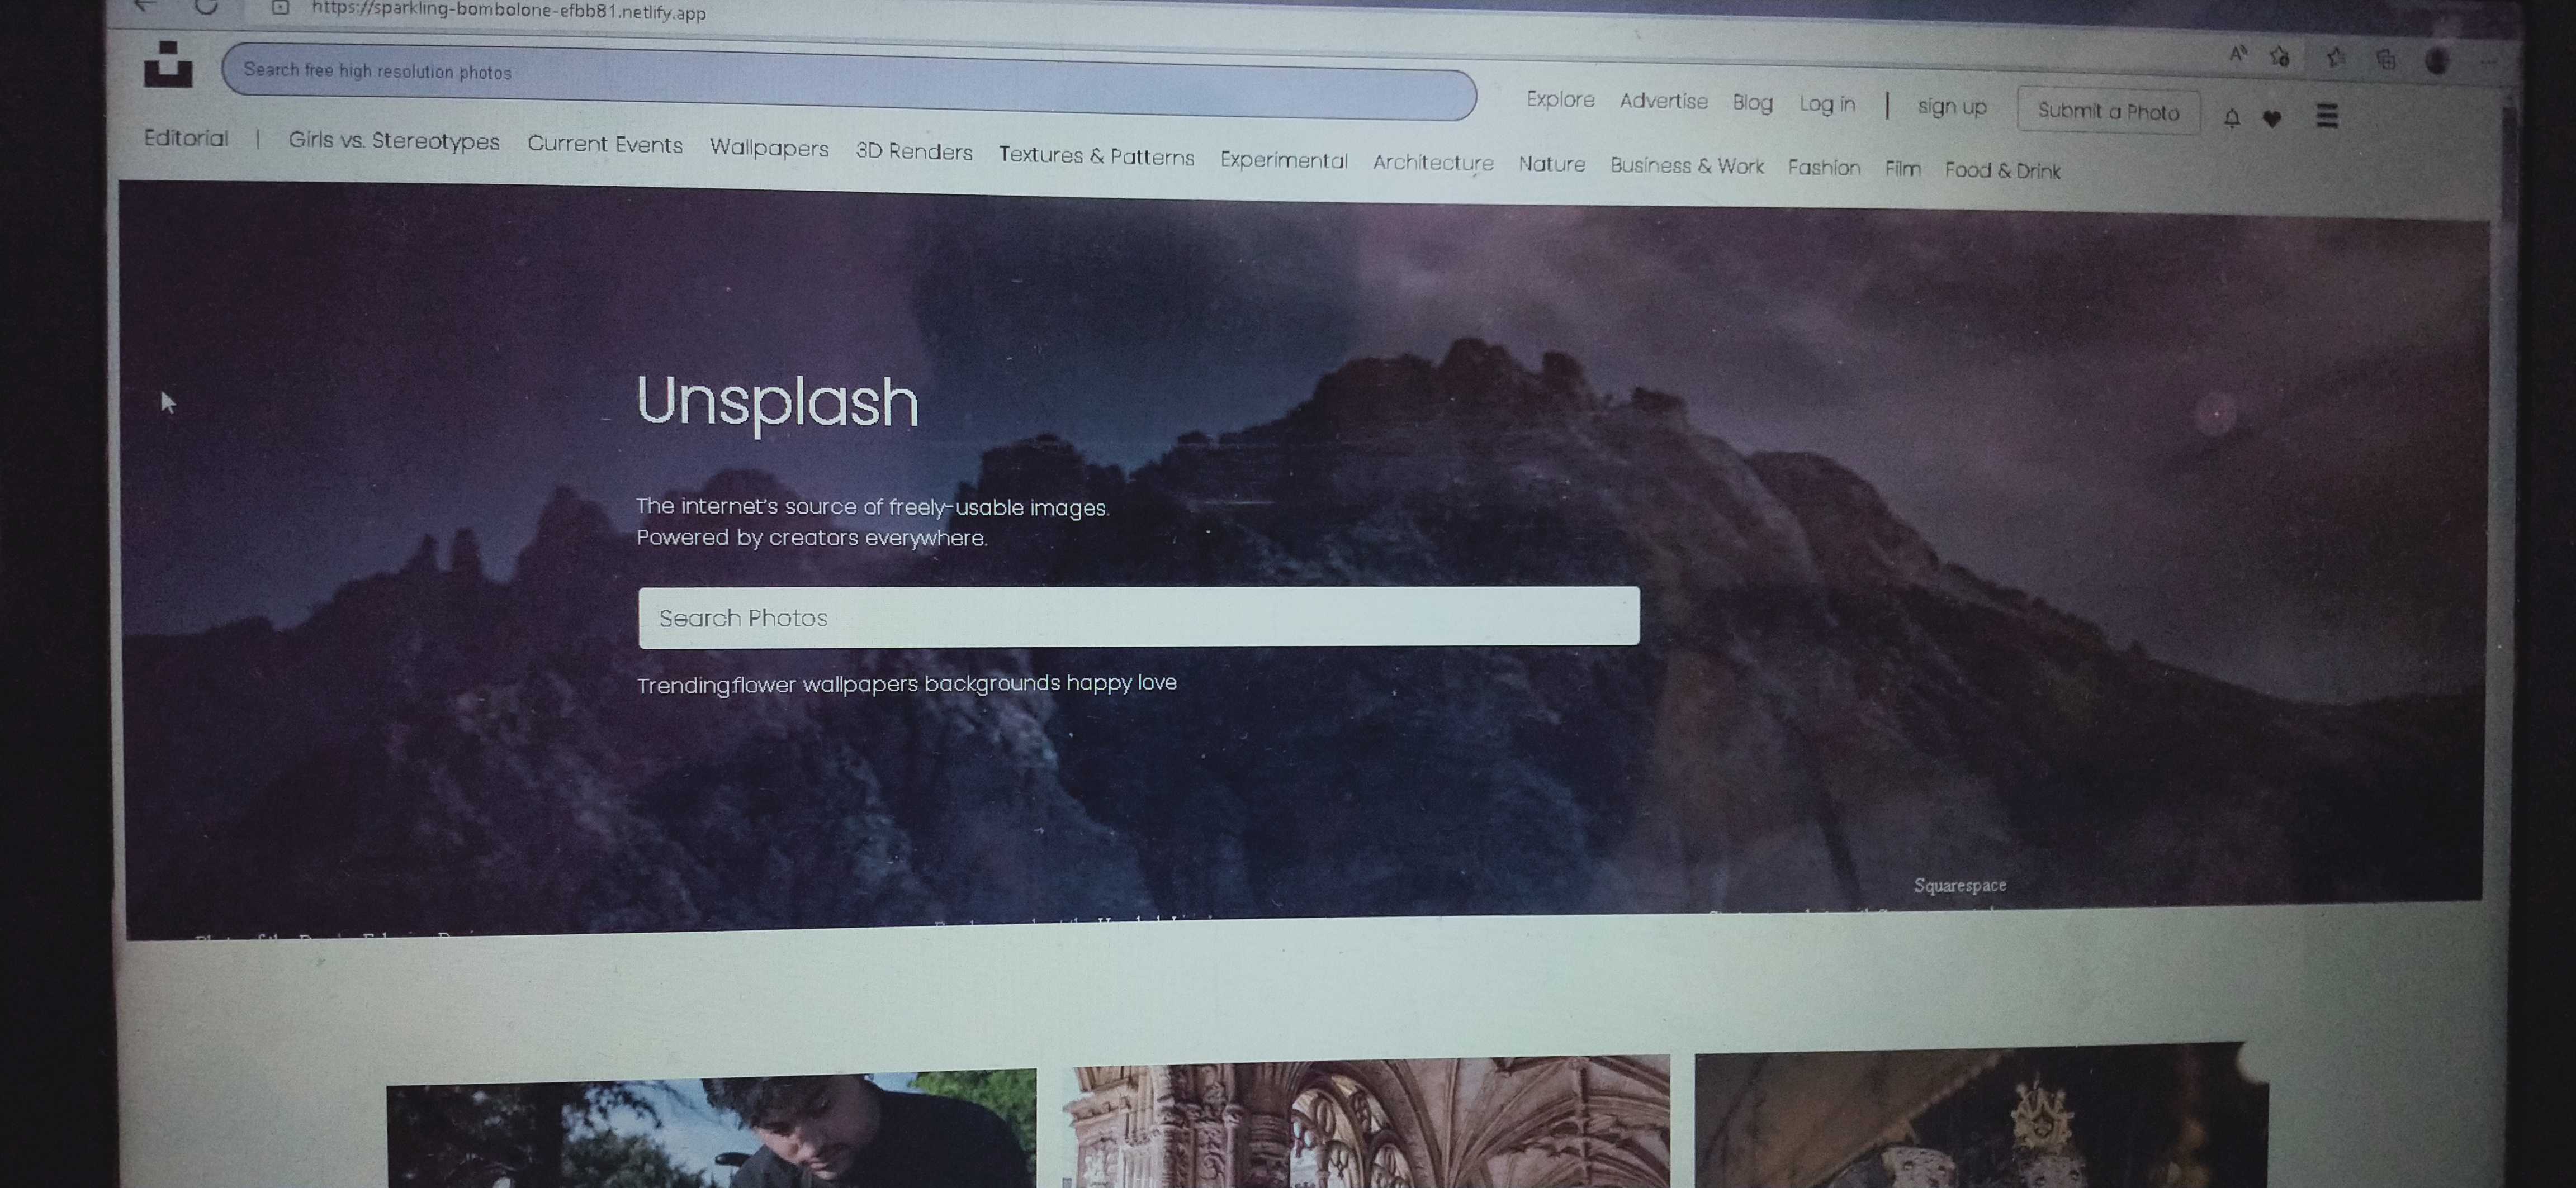 https://sparkling-bombolone-efbb81.netlify.app
Search free high resolution photos
Explore Advertise Blog Log in | sign up Submit a Photo
Editorial | Girls vs. Stereotypes Current Events Wallpapers 3D Renders Textures & Patterns Experimental Architecture Nature Business & Work Fashion Film Food & Drink
Unsplash
The internet's source of freely-usable images.
Powered by creators everywhere.
Search Photos
Trendingflower wallpapers backgrounds happy love
Squarespace